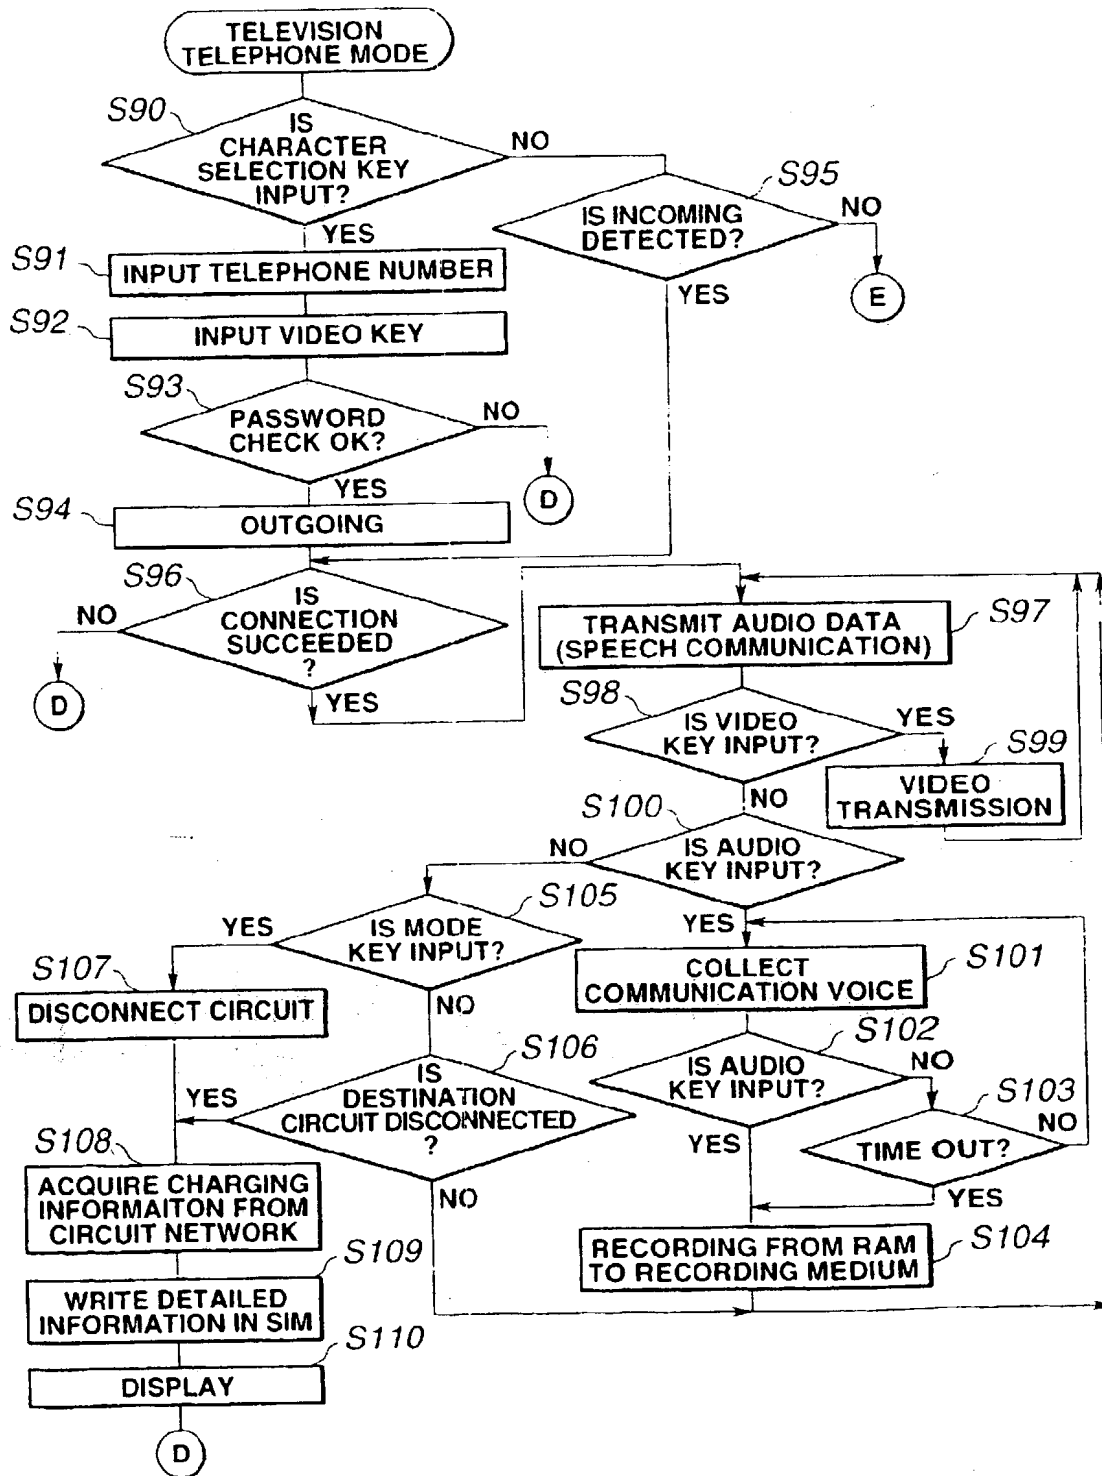 TELEVISION
TELEPHONE MODE
S90
IS
CHARACTER
SELECTION KEY
INPUT?
NO
YES
S95
IS INCOMING
DETECTED?
NO
YES
E
S91
INPUT TELEPHONE NUMBER
S92
INPUT VIDEO KEY
S93
PASSWORD
CHECK OK?
NO
YES
D
S94
OUTGOING
S96
IS
CONNECTION
SUCCEEDED
?
NO
YES
D
S97
TRANSMIT AUDIO DATA
(SPEECH COMMUNICATION)
S98
IS VIDEO
KEY INPUT?
YES
NO
S99
VIDEO
TRANSMISSION
S100
IS AUDIO
KEY INPUT?
NO
YES
S105
IS MODE
KEY INPUT?
YES
NO
S107
DISCONNECT CIRCUIT
S101
COLLECT
COMMUNICATION VOICE
S102
IS AUDIO
KEY INPUT?
NO
YES
S103
TIME OUT?
NO
YES
S106
IS
DESTINATION
CIRCUIT DISCONNECTED
?
YES
NO
S108
ACQUIRE CHARGING
INFORMAITON FROM
CIRCUIT NETWORK
S104
RECORDING FROM RAM
TO RECORDING MEDIUM
S109
WRITE DETAILED
INFORMATION IN SIM
S110
DISPLAY
D